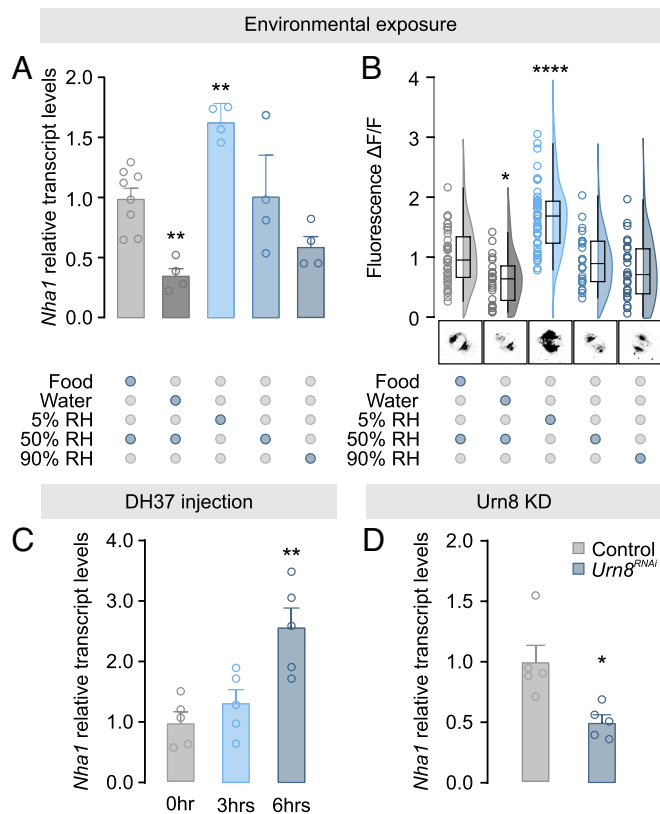 Environmental exposure
A
B
Nha1 relative transcript levels
2.0
1.5
1.0
0.5
0.0
**
**
Fluorescence ΔF/F
4
3
2
1
0
*
****
Food
Water
5% RH
50% RH
90% RH
Food
Water
5% RH
50% RH
90% RH
DH37 injection
Urn8 KD
C
D
Nha1 relative transcript levels
4.0
3.0
2.0
1.0
0.0
**
0hr
3hrs
6hrs
Nha1 relative transcript levels
2.0
1.5
1.0
0.5
0.0
Control
Urn8RNAi
*